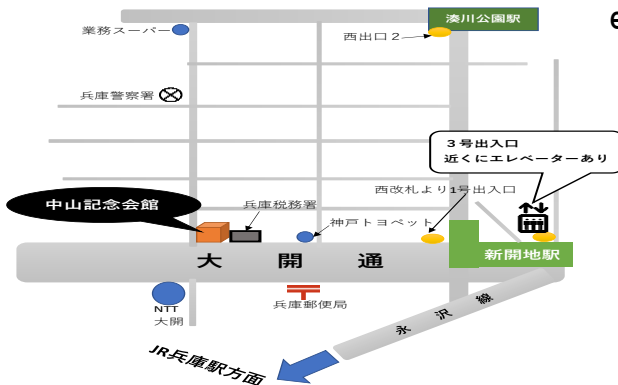 湊川公園駅
e
業務スーパー
西出口２
兵庫警察署
３号出入口
近くにエレベーターあり
西改札より1号出入口
中山記念会館
兵庫税務署
神戸トヨペット
大開通
新開地駅
NTT
大開
兵庫郵便局
永沢線
JR兵庫駅方面